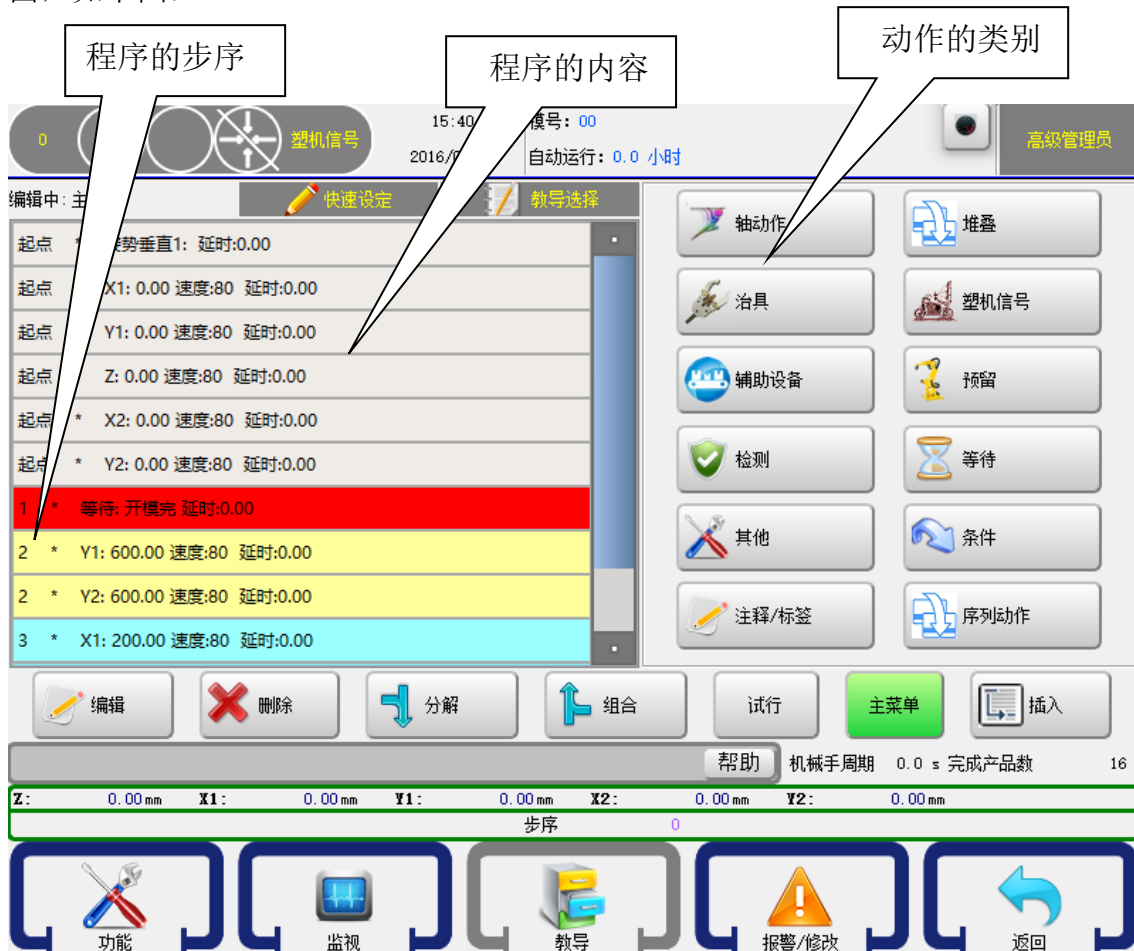 程序的步序
程序的内容
动作的类别
0
塑机信号
15:40
模号: 00
2016/0
自动运行: 0.0 小时
高级管理员
编辑中: 主
快速设定
教导选择
起点 * 姿势垂直1: 延时:0.00
起点 X1: 0.00 速度:80 延时:0.00
起点 Y1: 0.00 速度:80 延时:0.00
起点 Z: 0.00 速度:80 延时:0.00
起点 * X2: 0.00 速度:80 延时:0.00
起点 * Y2: 0.00 速度:80 延时:0.00
1 * 等待: 开模完 延时:0.00
2 * Y1: 600.00 速度:80 延时:0.00
2 * Y2: 600.00 速度:80 延时:0.00
3 * X1: 200.00 速度:80 延时:0.00
轴动作
堆叠
治具
塑机信号
辅助设备
预留
检测
等待
其他
条件
注释/标签
序列动作
编辑
删除
分解
组合
试行
主菜单
插入
帮助
机械手周期 0.0 s 完成产品数 16
Z: 0.00mm X1: 0.00mm Y1: 0.00mm X2: 0.00mm Y2: 0.00mm
步序 0
功能
监视
教导
报警/修改
返回